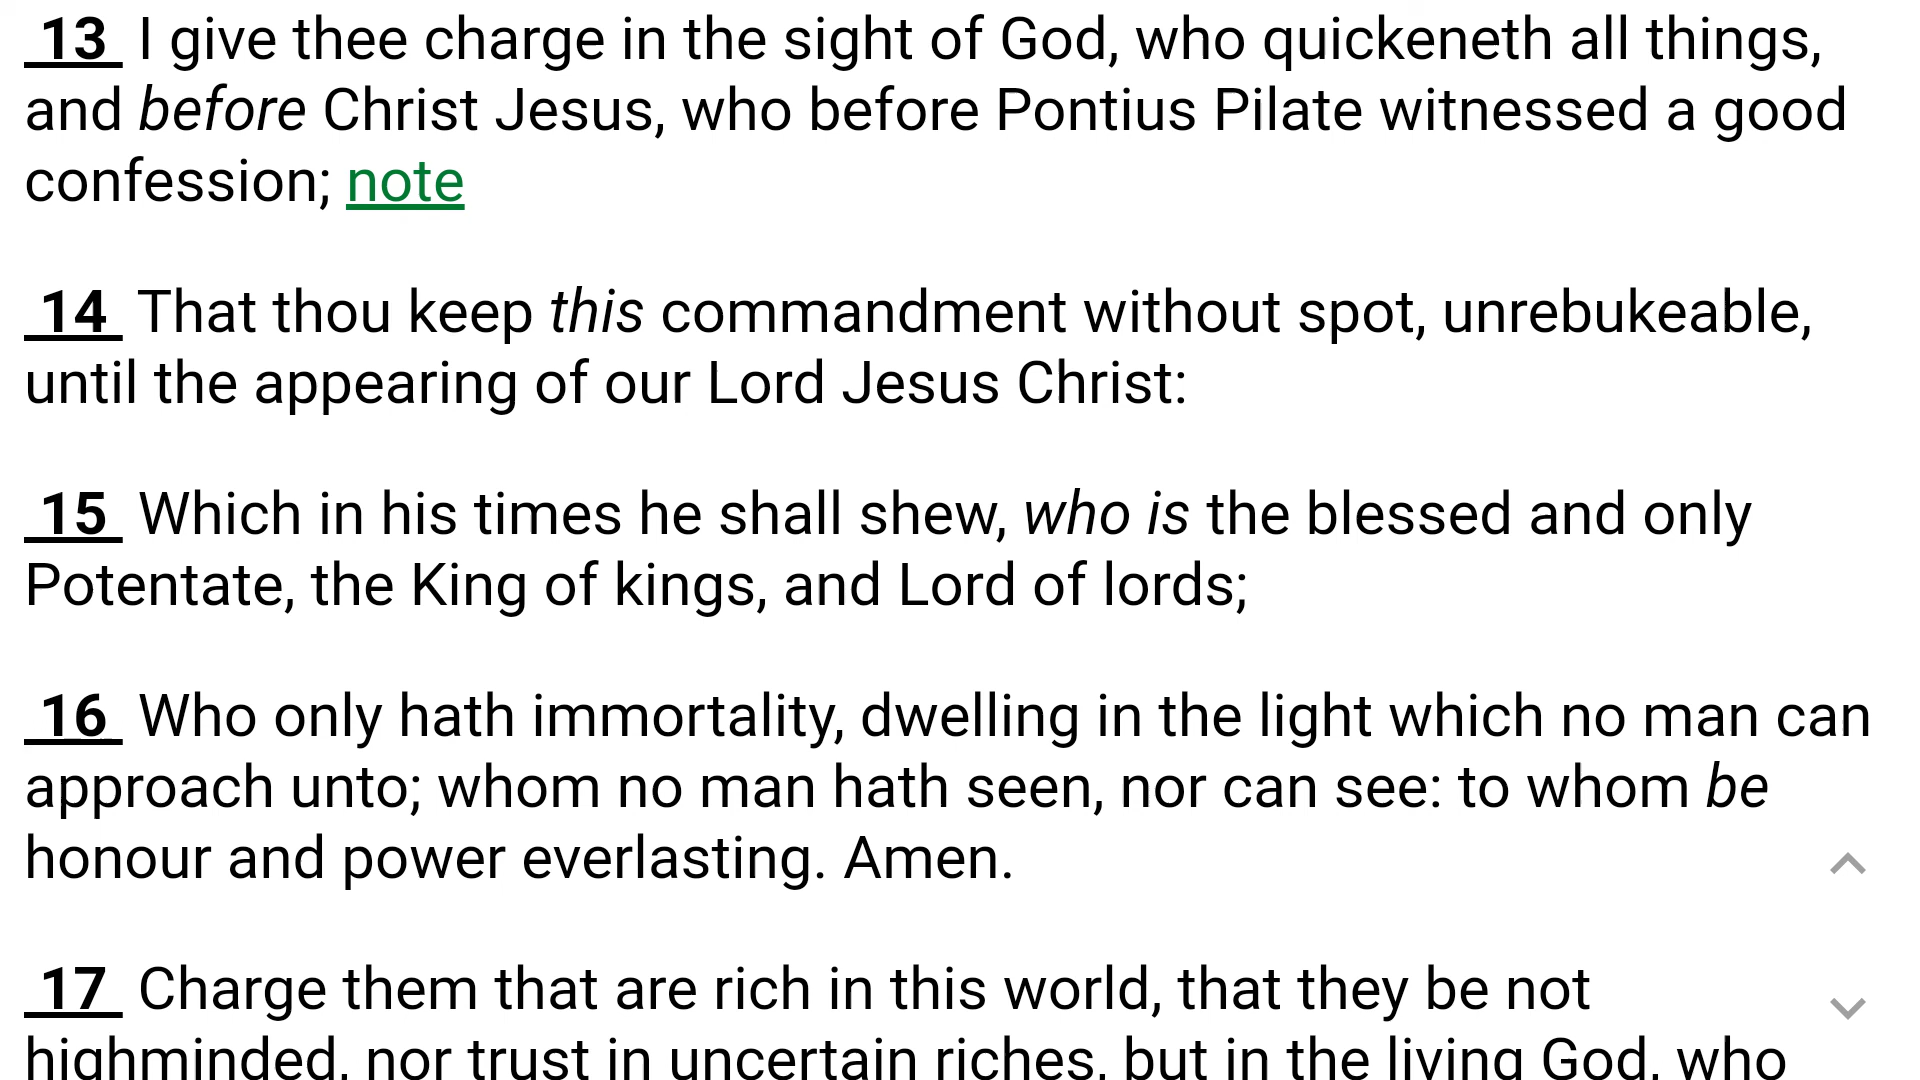 13 I give thee charge in the sight of God, who quickeneth all things,
and before Christ Jesus, who before Pontius Pilate witnessed a good
confession; note
14 That thou keep this commandment without spot, unrebukeable,
until the appearing of our Lord Jesus Christ:
15 Which in his times he shall shew, who is the blessed and only
Potentate, the King of kings, and Lord of lords;
16 Who only hath immortality, dwelling in the light which no man can
approach unto; whom no man hath seen, nor can see: to whom be
honour and power everlasting. Amen.
17 Charge them that are rich in this world, that they be not
highminded, nor trust in uncertain riches, but in the living God, who